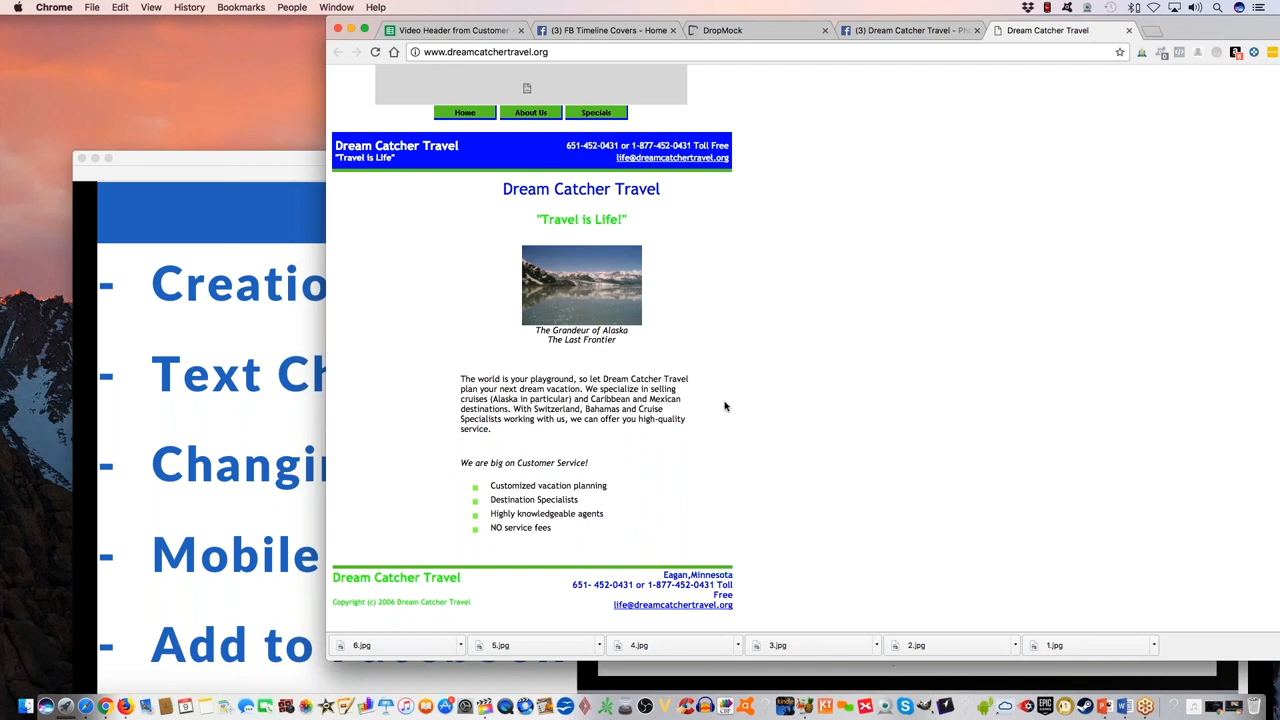 Chrome File Edit View History Bookmarks People Window Help
Video Header from Customer
(3) FB Timeline Covers - Home
DropMock
(3) Dream Catcher Travel - Pho
Dream Catcher Travel
www.dreamcatchertravel.org
Home About Us Specials
Dream Catcher Travel 651-452-0431 or 1-877-452-0431 Toll Free
"Travel is Life" life@dreamcatchertravel.org
Dream Catcher Travel
"Travel is Life!"
The Grandeur of Alaska
The Last Frontier
The world is your playground, so let Dream Catcher Travel
plan your next dream vacation. We specialize in selling
cruises (Alaska in particular) and Caribbean and Mexican
destinations. With Switzerland, Bahamas and Cruise
Specialists working with us, we can offer you high-quality
service.
We are big on Customer Service!
Customized vacation planning
Destination Specialists
Highly knowledgeable agents
NO service fees
Dream Catcher Travel
Copyright (c) 2006 Dream Catcher Travel
Eagan,Minnesota
651- 452-0431 or 1-877-452-0431 Toll
Free
life@dreamcatchertravel.org
6.jpg 5.jpg 4.jpg 3.jpg 2.jpg 1.jpg
- Creatio
- Text Ch
- Changin
- Mobile
- Add to